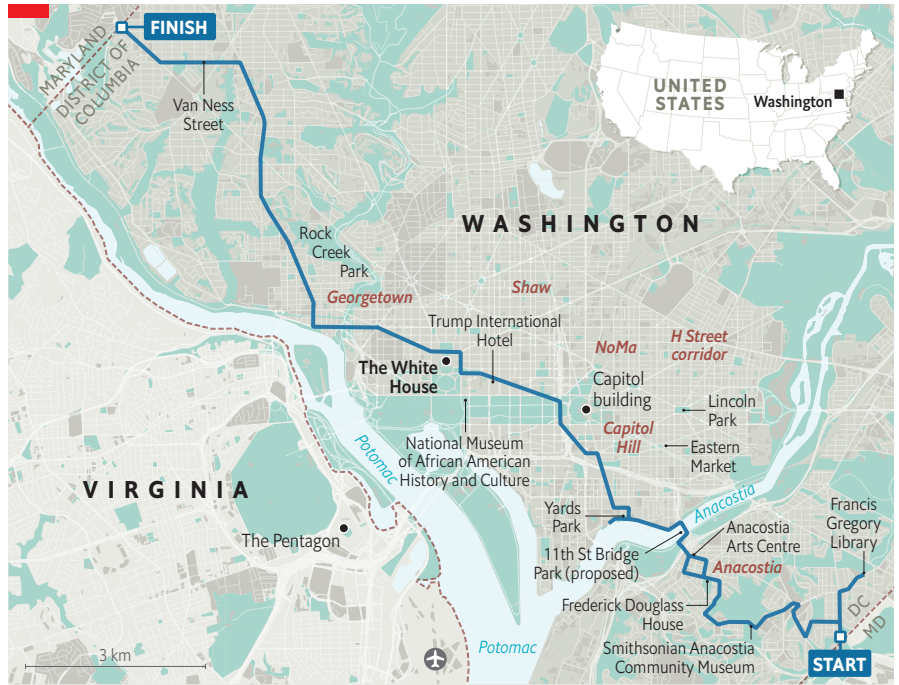 FINISH
MARYLAND
DISTRICT OF
COLUMBIA
Van Ness
Street
UNITED
STATES
Washington
WASHINGTON
Rock
Creek
Park
Georgetown
Shaw
Trump International
Hotel
NoMa
H Street
corridor
The White
House
Capitol
building
Lincoln
Park
Capitol
Hill
Eastern
Market
National Museum
of African American
History and Culture
Potomac
VIRGINIA
The Pentagon
Anacostia
Yards
Park
Francis
Gregory
Library
Anacostia
Arts Centre
11th St Bridge
Park (proposed)
Anacostia
Frederick Douglass
House
DC
MD
Smithsonian Anacostia
Community Museum
Potomac
START
3 km